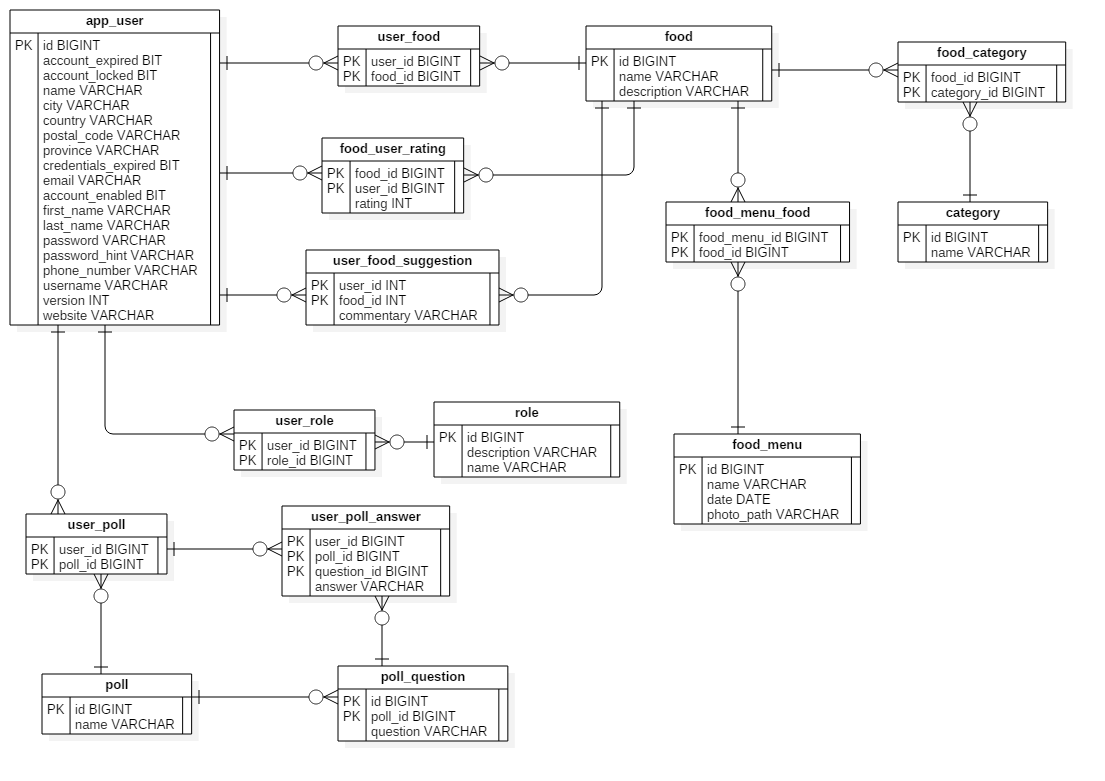 app_user
PK id BIGINT
account_expired BIT
account_locked BIT
name VARCHAR
city VARCHAR
country VARCHAR
postal_code VARCHAR
province VARCHAR
credentials_expired BIT
email VARCHAR
account_enabled BIT
first_name VARCHAR
last_name VARCHAR
password VARCHAR
password_hint VARCHAR
phone_number VARCHAR
username VARCHAR
version INT
website VARCHAR
user_food
PK user_id BIGINT
PK food_id BIGINT
food
PK id BIGINT
name VARCHAR
description VARCHAR
food_category
PK food_id BIGINT
PK category_id BIGINT
food_user_rating
PK food_id BIGINT
PK user_id BIGINT
rating INT
food_menu_food
PK food_menu_id BIGINT
PK food_id BIGINT
category
PK id BIGINT
name VARCHAR
user_food_suggestion
PK user_id INT
PK food_id INT
commentary VARCHAR
user_role
PK user_id BIGINT
PK role_id BIGINT
role
PK id BIGINT
description VARCHAR
name VARCHAR
food_menu
PK id BIGINT
name VARCHAR
date DATE
photo_path VARCHAR
user_poll
PK user_id BIGINT
PK poll_id BIGINT
user_poll_answer
PK user_id BIGINT
PK poll_id BIGINT
PK question_id BIGINT
answer VARCHAR
poll
PK id BIGINT
name VARCHAR
poll_question
PK id BIGINT
PK poll_id BIGINT
question VARCHAR